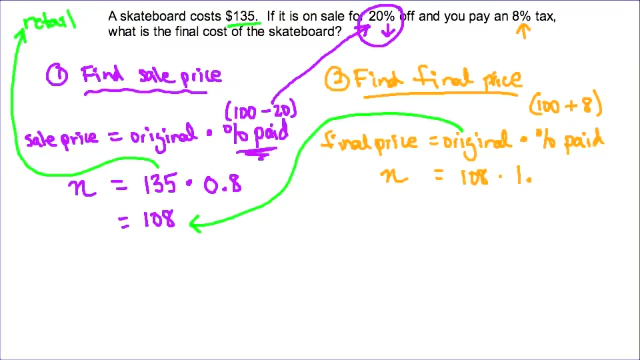 A skateboard costs $135. If it is on sale for 20% off and you pay an 8% tax,
what is the final cost of the skateboard?
① Find sale price
(100 - 20)
sale price = original · % paid
n = 135 · 0.8
= 108
② Find final price
(100 + 8)
final price = original · % paid
n = 108 · 1.